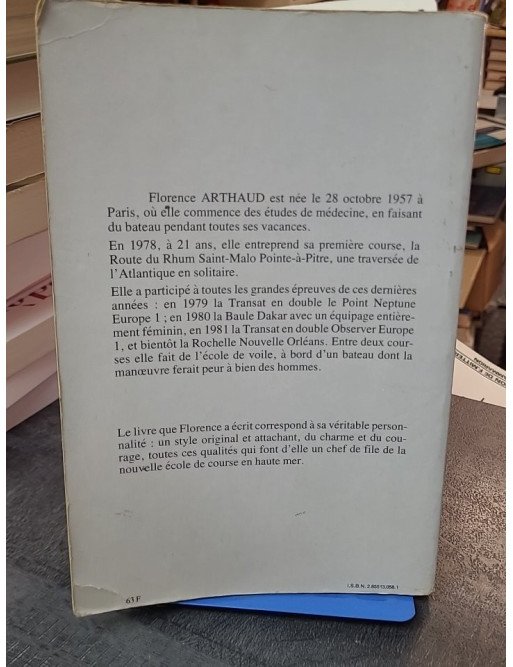 Florence ARTHAUD est née le 28 octobre 1957 à
Paris, où elle commence des études de médecine, en faisant
du bateau pendant toutes ses vacances.
En 1978, à 21 ans, elle entreprend sa première course, la
Route du Rhum Saint-Malo Pointe-à-Pitre, une traversée de
l'Atlantique en solitaire.
Elle a participé à toutes les grandes épreuves de ces dernières
années : en 1979 la Transat en double le Point Neptune
Europe 1 ; en 1980 la Baule Dakar avec un équipage entière-
ment féminin, en 1981 la Transat en double Observer Europe
1, et bientôt la Rochelle Nouvelle Orléans. Entre deux cour-
ses elle fait de l'école de voile, à bord d'un bateau dont la
manœuvre ferait peur à bien des hommes.
Le livre que Florence a écrit correspond à sa véritable person-
nalité : un style original et attachant, du charme et du cou-
rage, toutes ces qualités qui font d'elle un chef de file de la
nouvelle école de course en haute mer.
I.S.B.N. 2.85513.058.1
63 F